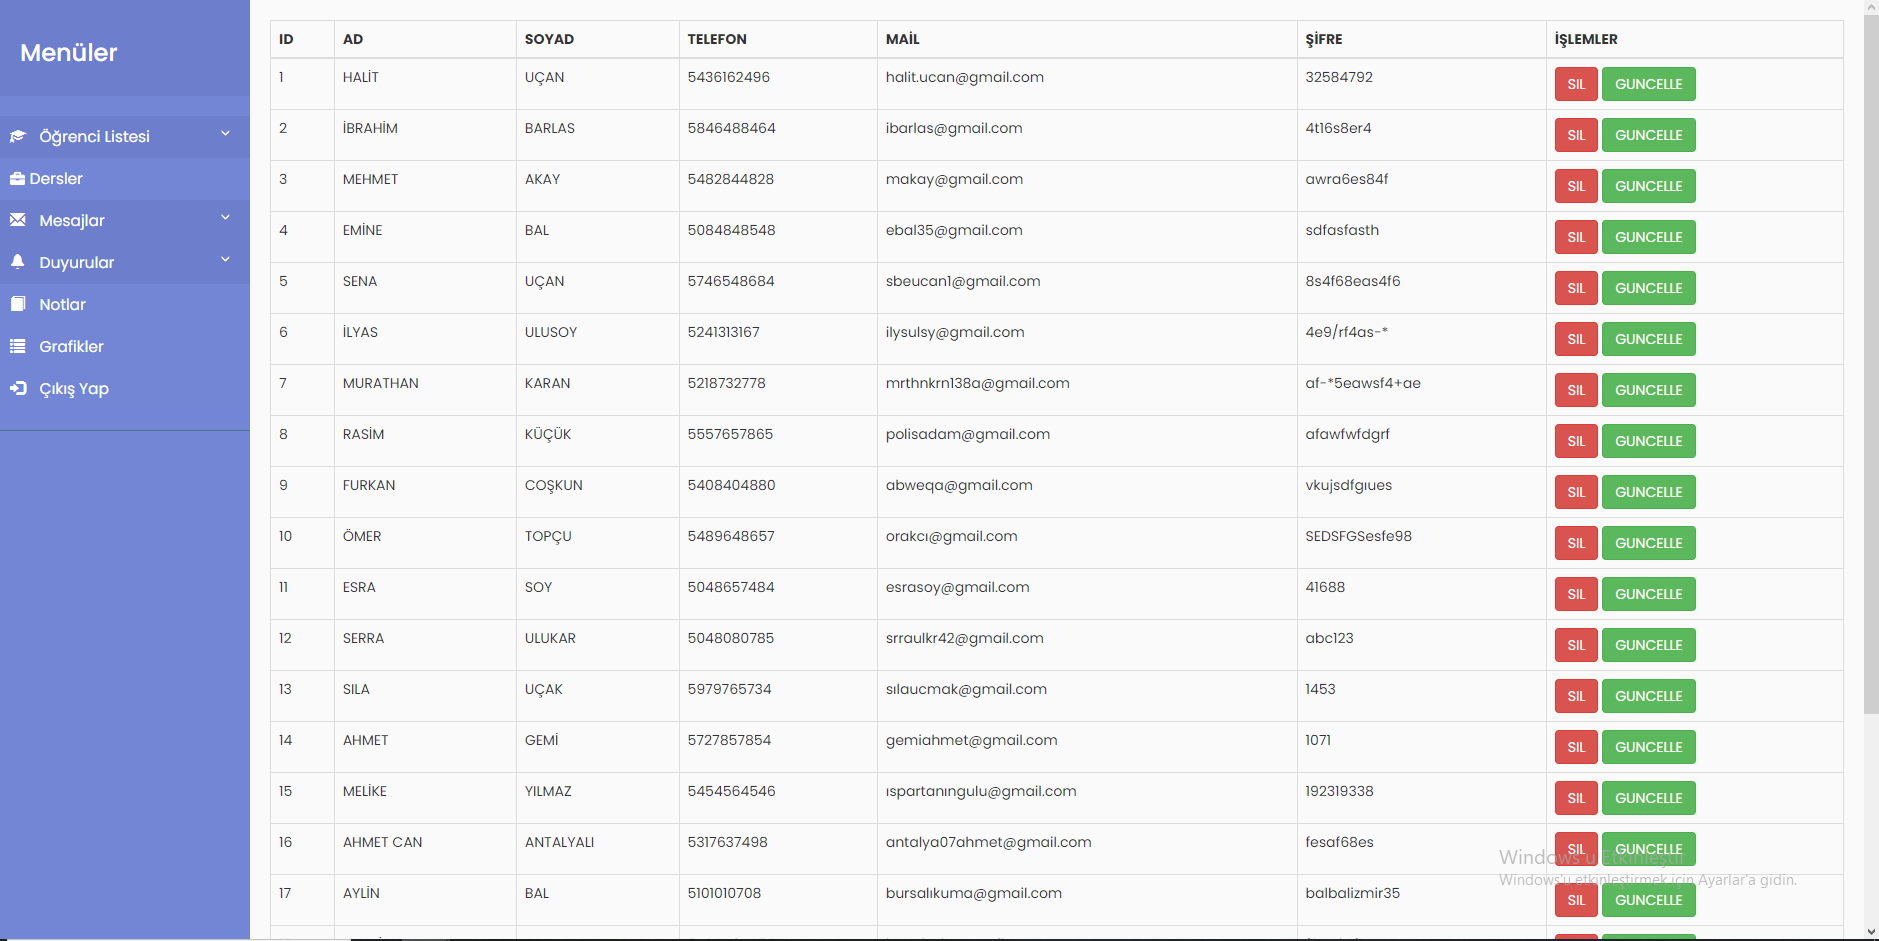 Menüler
Öğrenci Listesi
Dersler
Mesajlar
Duyurular
Notlar
Grafikler
Çıkış Yap
ID AD SOYAD TELEFON MAİL ŞİFRE İŞLEMLER
1 HALİT UÇAN 5436162496 halit.ucan@gmail.com 32584792 SIL GUNCELLE
2 İBRAHİM BARLAS 5846488464 ibarlas@gmail.com 4t16s8er4 SIL GUNCELLE
3 MEHMET AKAY 5482844828 makay@gmail.com awra6es84f SIL GUNCELLE
4 EMİNE BAL 5084848548 ebal35@gmail.com sdfasfasth SIL GUNCELLE
5 SENA UÇAN 5746548684 sbeucan1@gmail.com 8s4f68eas4f6 SIL GUNCELLE
6 İLYAS ULUSOY 5241313167 ilysulsy@gmail.com 4e9/rf4as-* SIL GUNCELLE
7 MURATHAN KARAN 5218732778 mrthnkrn138a@gmail.com af-*5eawsf4+ae SIL GUNCELLE
8 RASİM KÜÇÜK 5557657865 polisadam@gmail.com afawfwfdgrf SIL GUNCELLE
9 FURKAN COŞKUN 5408404880 abweqa@gmail.com vkujsdfgıues SIL GUNCELLE
10 ÖMER TOPÇU 5489648657 orakcı@gmail.com SEDSFGSesfe98 SIL GUNCELLE
11 ESRA SOY 5048657484 esrasoy@gmail.com 41688 SIL GUNCELLE
12 SERRA ULUKAR 5048080785 srraulkr42@gmail.com abc123 SIL GUNCELLE
13 SILA UÇAK 5979765734 sılaucmak@gmail.com 1453 SIL GUNCELLE
14 AHMET GEMİ 5727857854 gemiahmet@gmail.com 1071 SIL GUNCELLE
15 MELİKE YILMAZ 5454564546 ıspartanıngulu@gmail.com 192319338 SIL GUNCELLE
16 AHMET CAN ANTALYALI 5317637498 antalya07ahmet@gmail.com fesaf68es SIL GUNCELLE
17 AYLİN BAL 5101010708 bursalıkuma@gmail.com balbalizmir35 SIL GUNCELLE
Windows'u Etkinleştir
Windows'u etkinleştirmek için Ayarlar'a gidin.